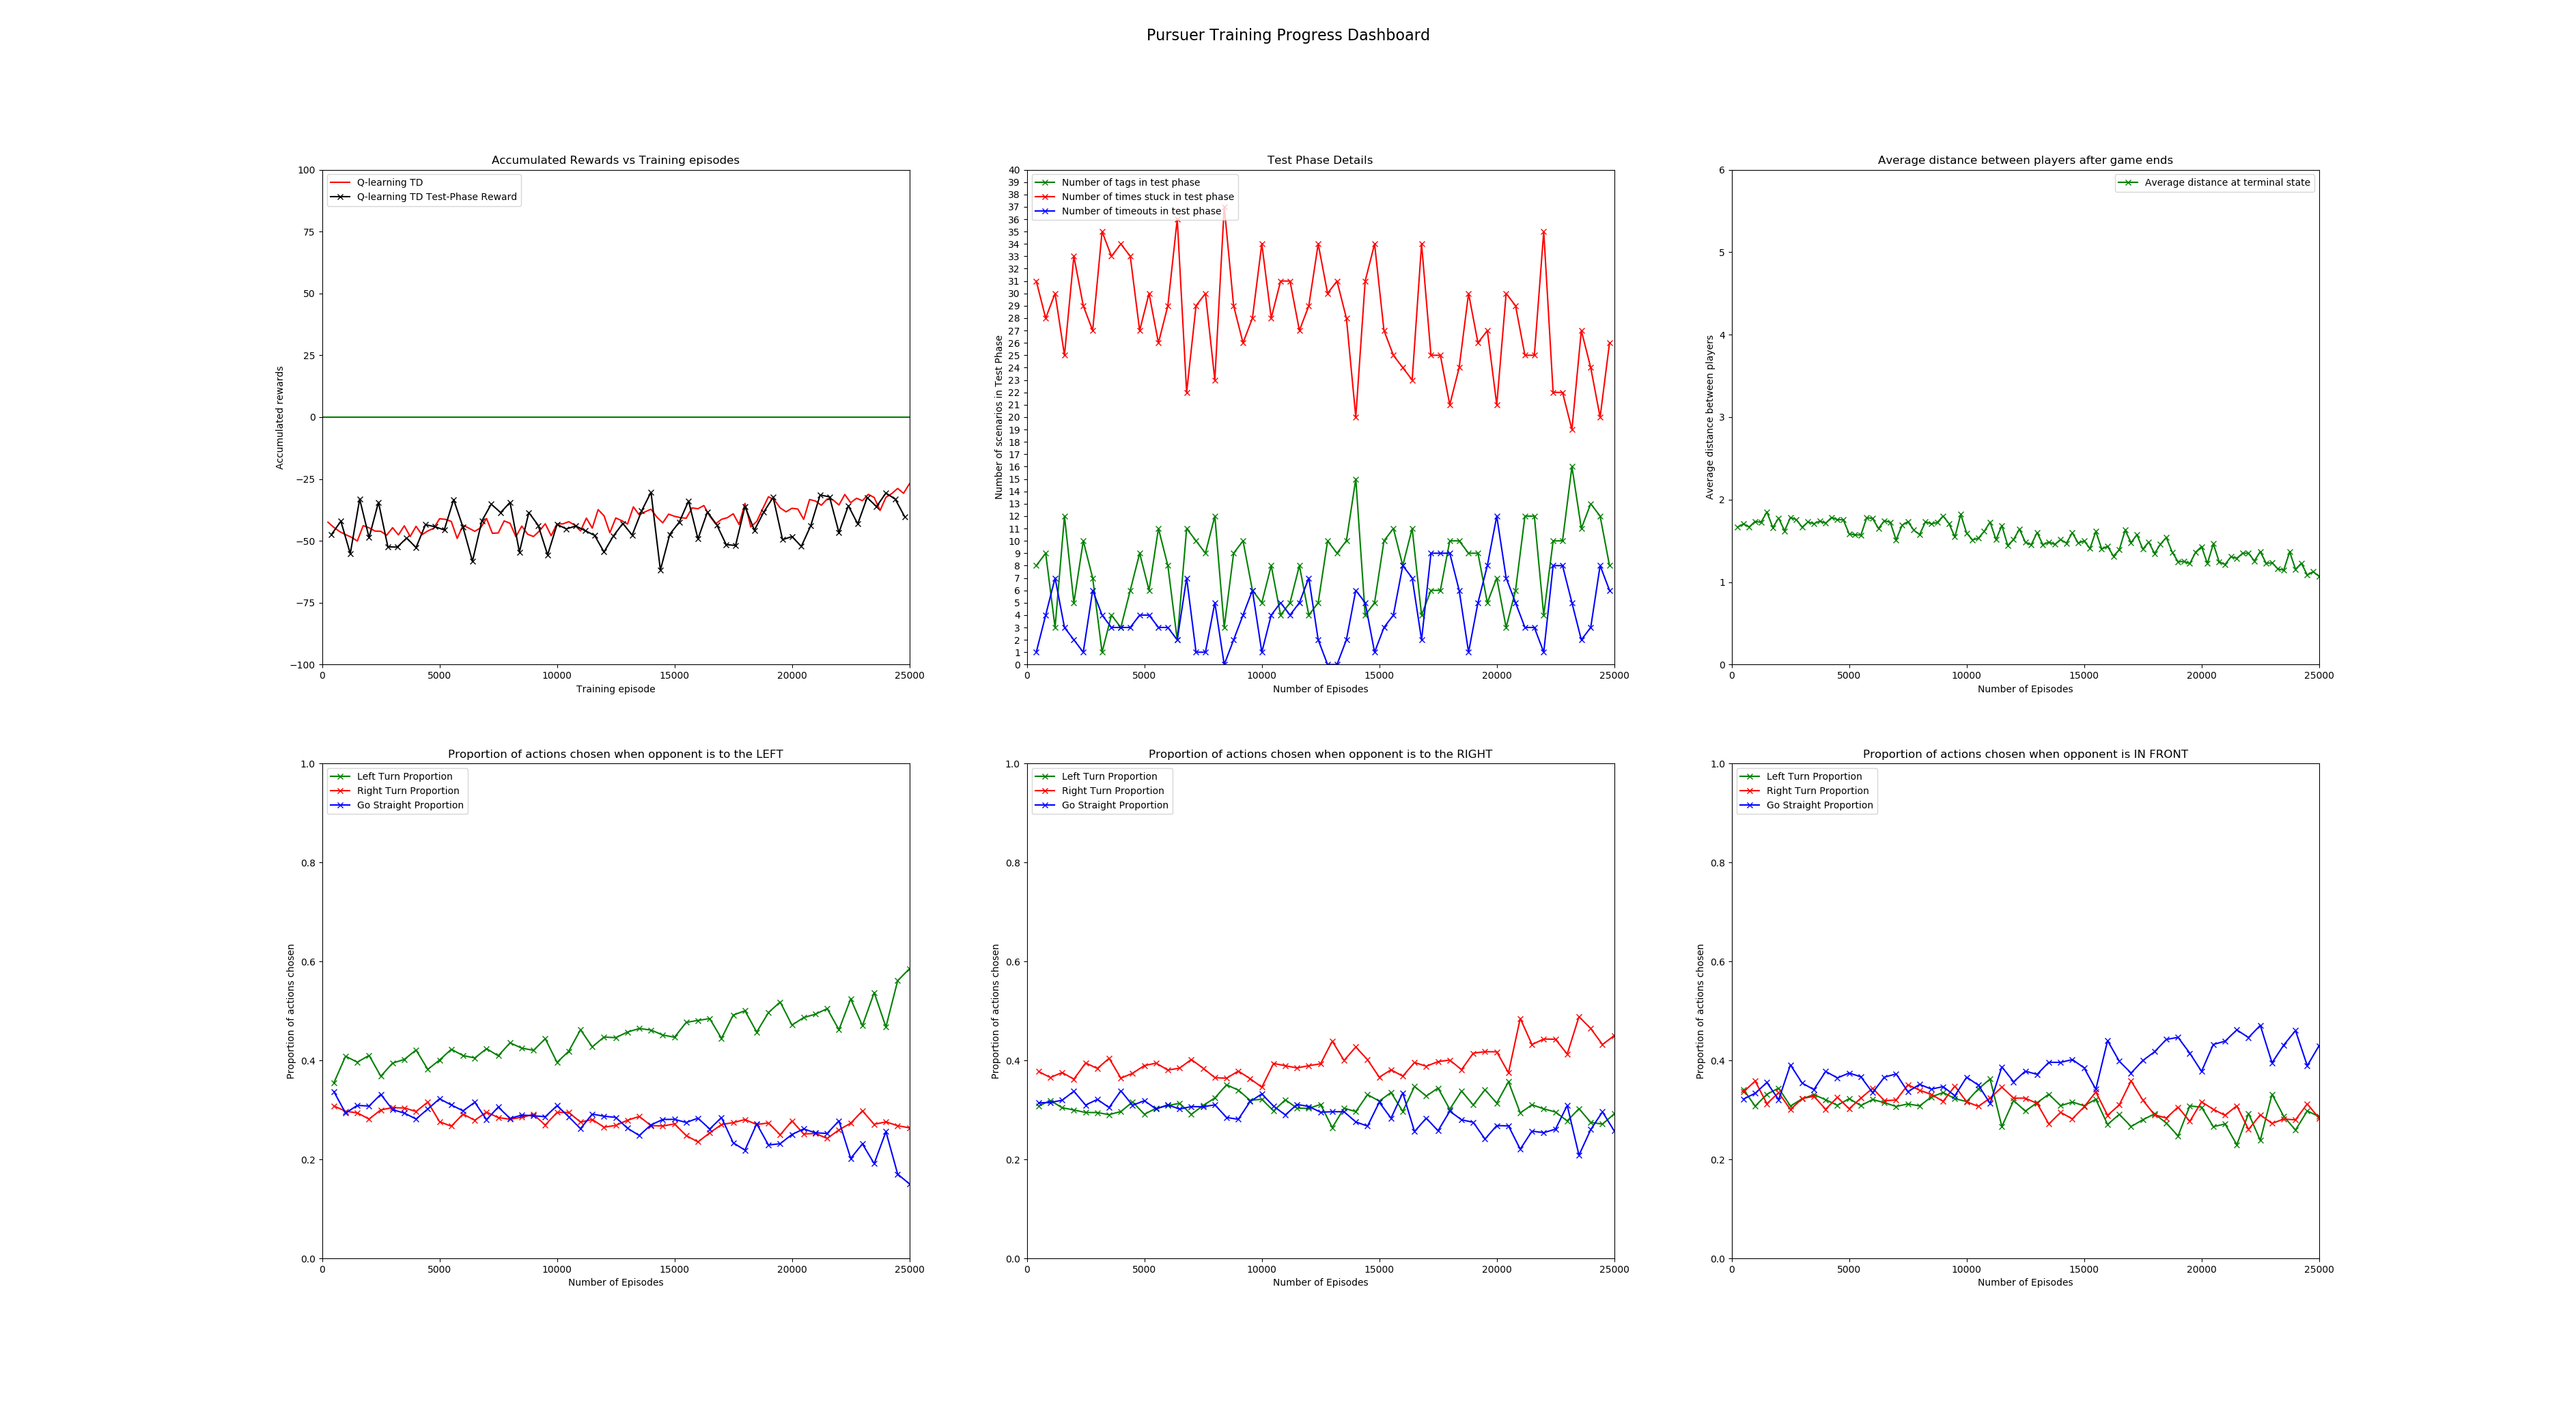 Pursuer Training Progress Dashboard
Accumulated Rewards vs Training episodes
Q-learning TD
Q-learning TD Test-Phase Reward
100
75
50
25
0
−25
−50
−75
−100
Accumulated rewards
0 5000 10000 15000 20000 25000
Training episode
Test Phase Details
Number of tags in test phase
Number of times stuck in test phase
Number of timeouts in test phase
40
39
38
37
36
35
34
33
32
31
30
29
28
27
26
25
24
23
22
21
20
19
18
17
16
15
14
13
12
11
10
9
8
7
6
5
4
3
2
1
0
Number of scenarios in Test Phase
0 5000 10000 15000 20000 25000
Number of Episodes
Average distance between players after game ends
Average distance at terminal state
6
5
4
3
2
1
0
Average distance between players
0 5000 10000 15000 20000 25000
Number of Episodes
Proportion of actions chosen when opponent is to the LEFT
Left Turn Proportion
Right Turn Proportion
Go Straight Proportion
1.0
0.8
0.6
0.4
0.2
0.0
Proportion of actions chosen
0 5000 10000 15000 20000 25000
Number of Episodes
Proportion of actions chosen when opponent is to the RIGHT
Left Turn Proportion
Right Turn Proportion
Go Straight Proportion
1.0
0.8
0.6
0.4
0.2
0.0
Proportion of actions chosen
0 5000 10000 15000 20000 25000
Number of Episodes
Proportion of actions chosen when opponent is IN FRONT
Left Turn Proportion
Right Turn Proportion
Go Straight Proportion
1.0
0.8
0.6
0.4
0.2
0.0
Proportion of actions chosen
0 5000 10000 15000 20000 25000
Number of Episodes